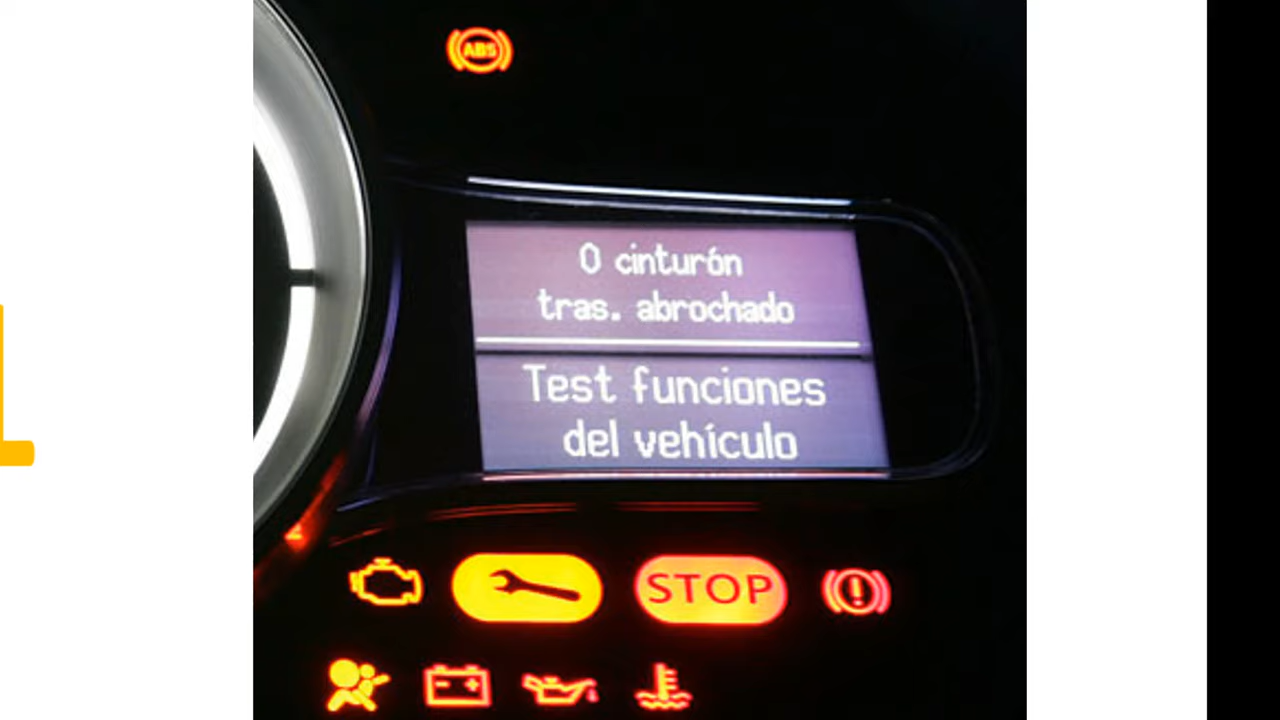 ABS
0 cinturón
tras. abrochado
Test funciones
del vehículo
STOP